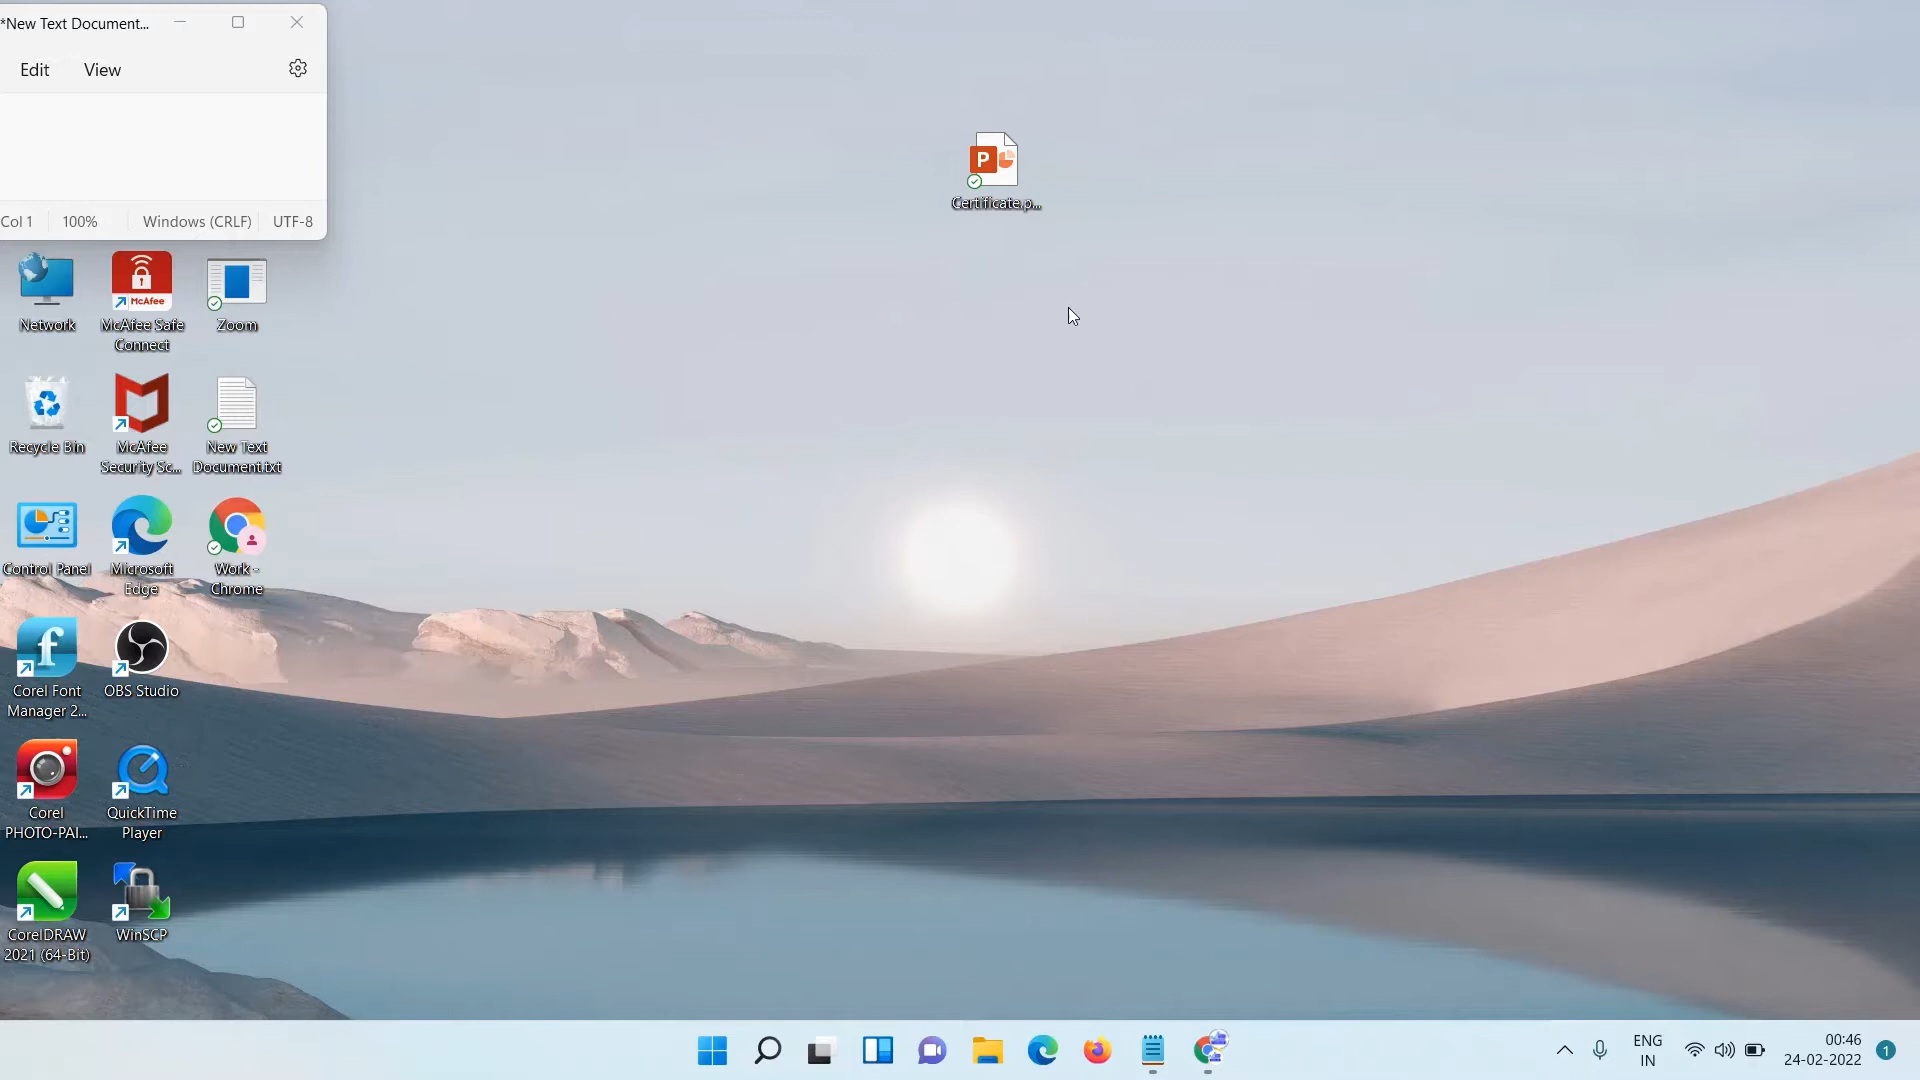 *New Text Document...
Edit View
Col 1 100% Windows (CRLF) UTF-8
P
Certificate.p...
Network
McAfee
McAfee Safe
Connect
Zoom
Recycle Bin
McAfee
Security Sc...
New Text
Document.txt
Control Panel
Microsoft
Edge
Work -
Chrome
f
Corel Font
Manager 2...
OBS Studio
Corel
PHOTO-PAI...
QuickTime
Player
CorelDRAW
2021 (64-Bit)
WinSCP
ENG
IN
00:46
24-02-2022
1